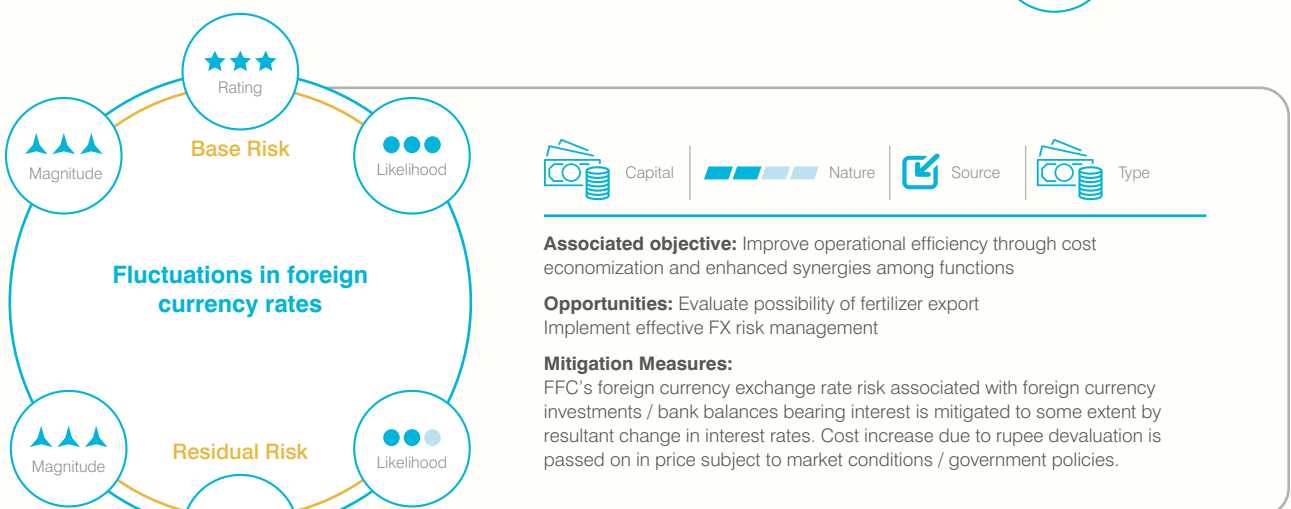 Rating
Magnitude
Base Risk
Likelihood
Fluctuations in foreign
currency rates
Magnitude
Residual Risk
Likelihood
Capital
Nature
Source
Type
Associated objective: Improve operational efficiency through cost
economization and enhanced synergies among functions
Opportunities: Evaluate possibility of fertilizer export
Implement effective FX risk management
Mitigation Measures:
FFC's foreign currency exchange rate risk associated with foreign currency
investments / bank balances bearing interest is mitigated to some extent by
resultant change in interest rates. Cost increase due to rupee devaluation is
passed on in price subject to market conditions / government policies.